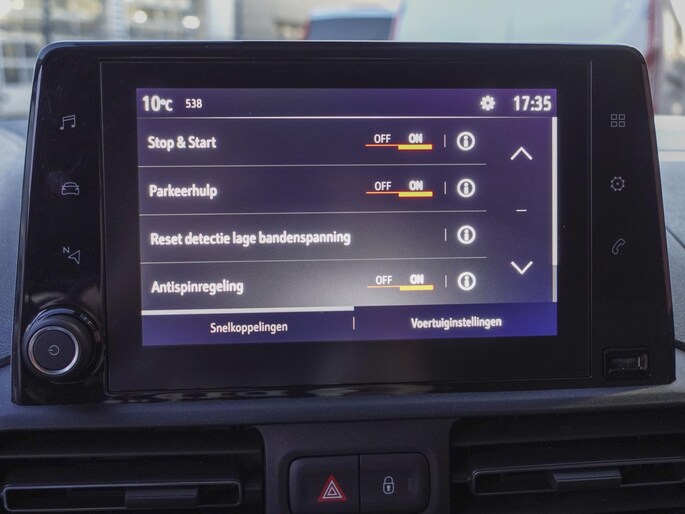 10°C 538 17:35
Stop & Start OFF ON
Parkeerhulp OFF ON
Reset detectie lage bandenspanning
Antispinregeling OFF ON
Snelkoppelingen Voertuiginstellingen
N